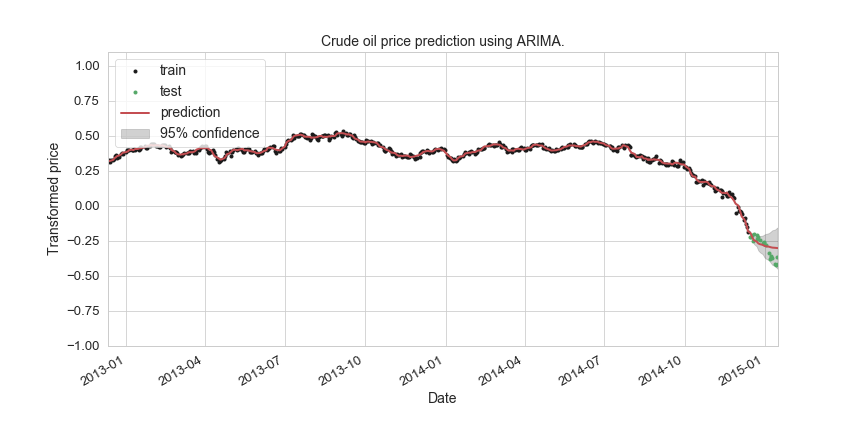 Crude oil price prediction using ARIMA.
train
test
prediction
95% confidence
1.00
0.75
0.50
0.25
0.00
−0.25
−0.50
−0.75
−1.00
Transformed price
2013-01
2013-04
2013-07
2013-10
2014-01
2014-04
2014-07
2014-10
2015-01
Date